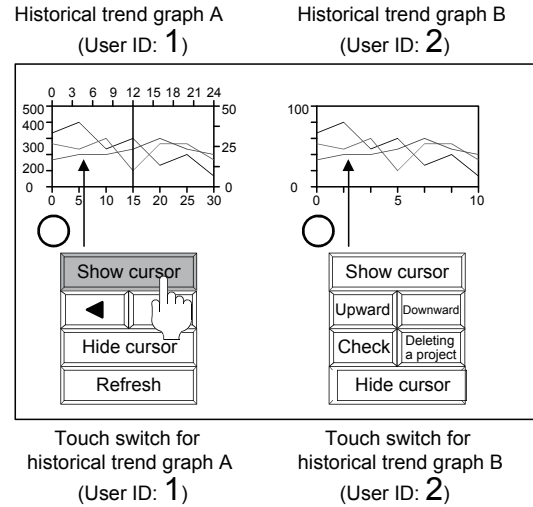 Historical trend graph A
(User ID: 1)
Historical trend graph B
(User ID: 2)
0 3 6 9 12 15 18 21 24
500
400
300
200
0
50
25
0
0 5 10 15 20 25 30
100
0
0 5 10
Show cursor
◀
Hide cursor
Refresh
Show cursor
Upward Downward
Check Deleting
a project
Hide cursor
Touch switch for
historical trend graph A
(User ID: 1)
Touch switch for
historical trend graph B
(User ID: 2)